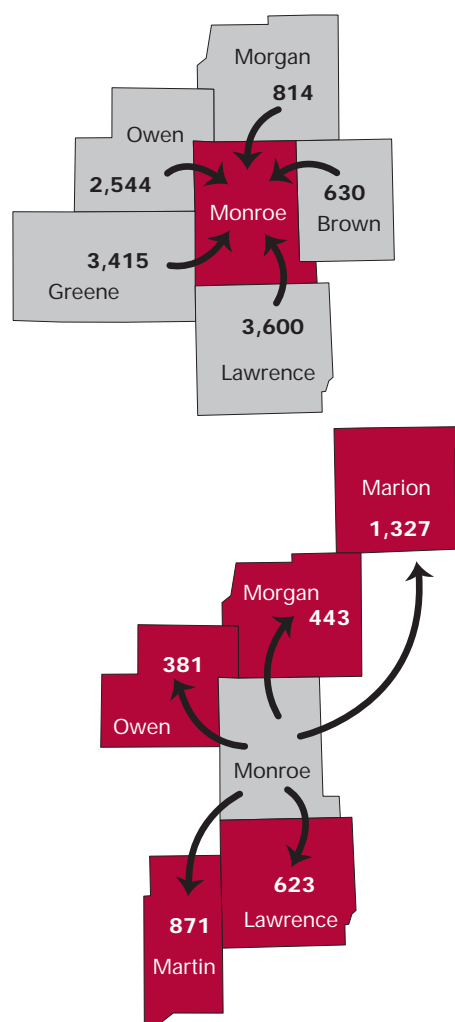 Morgan
814
Owen
2,544
Monroe
630
Brown
3,415
Greene
3,600
Lawrence
Marion
1,327
Morgan
443
381
Owen
Monroe
623
Lawrence
871
Martin